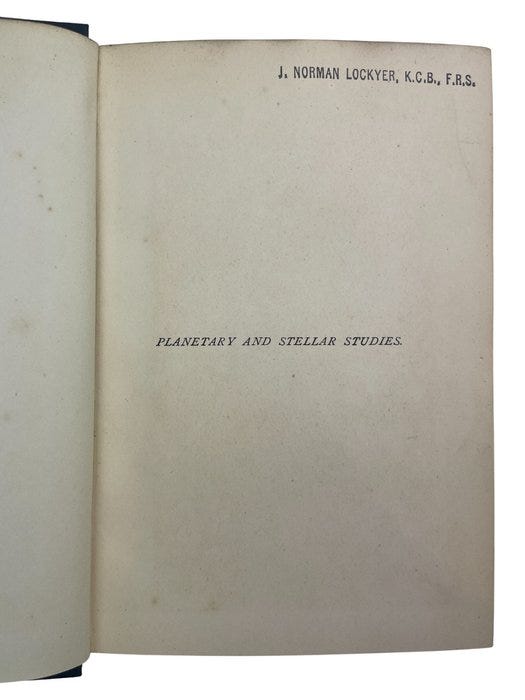 J. NORMAN LOCKYER, K.C.B., F.R.S.
PLANETARY AND STELLAR STUDIES.